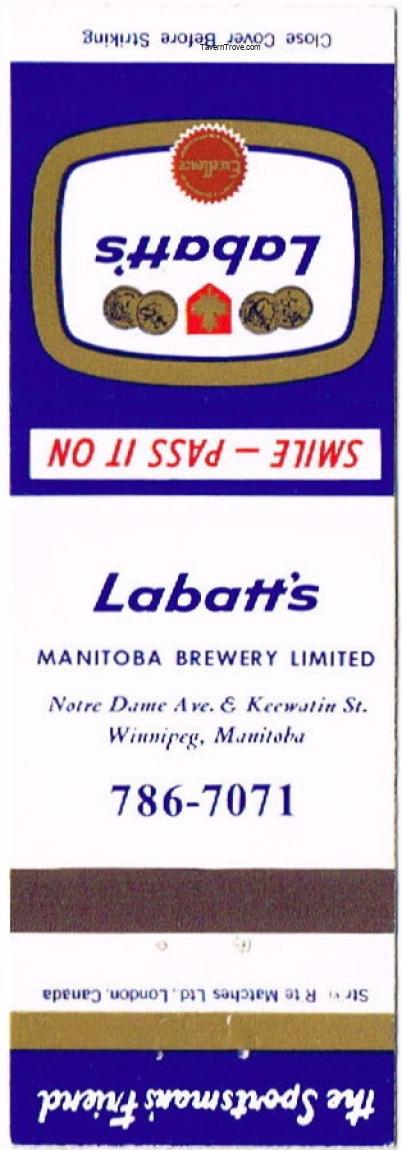 Close Cover Before Striking
TavernTrove.com
Excellence
Labatt's
SMILE – PASS IT ON
Labatt's
MANITOBA BREWERY LIMITED
Notre Dame Ave. & Keewatin St.
Winnipeg, Manitoba
786-7071
Rite Matches Ltd., London, Canada
the Sportsman's Friend